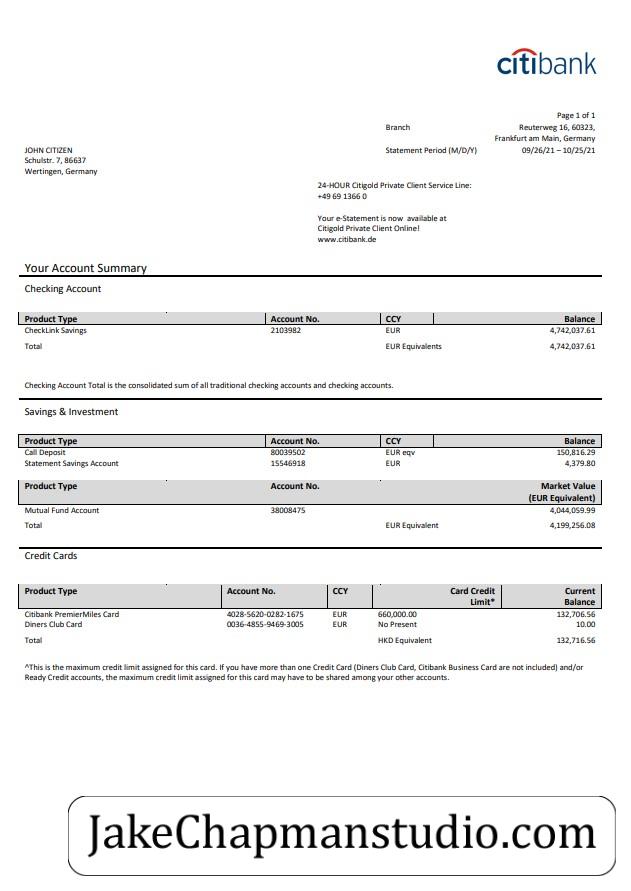 citibank
Page 1 of 1
Branch Reuterweg 16, 60323,
Frankfurt am Main, Germany
JOHN CITIZEN Statement Period (M/D/Y) 09/26/21 – 10/25/21
Schulstr. 7, 86637
Wertingen, Germany
24-HOUR Citigold Private Client Service Line:
+49 69 1366 0
Your e-Statement is now available at
Citigold Private Client Online!
www.citibank.de
Your Account Summary
Checking Account
Product Type Account No. CCY Balance
CheckLink Savings 2103982 EUR 4,742,037.61
Total EUR Equivalents 4,742,037.61
Checking Account Total is the consolidated sum of all traditional checking accounts and checking accounts.
Savings & Investment
Product Type Account No. CCY Balance
Call Deposit 80039502 EUR eqv 150,816.29
Statement Savings Account 15546918 EUR 4,379.80
Product Type Account No. Market Value
(EUR Equivalent)
Mutual Fund Account 38008475 4,044,059.99
Total EUR Equivalent 4,199,256.08
Credit Cards
Product Type Account No. CCY Card Credit Current
Limit* Balance
Citibank PremierMiles Card 4028-5620-0282-1675 EUR 660,000.00 132,706.56
Diners Club Card 0036-4855-9469-3005 EUR No Present 10.00
Total HKD Equivalent 132,716.56
^This is the maximum credit limit assigned for this card. If you have more than one Credit Card (Diners Club Card, Citibank Business Card are not included) and/or
Ready Credit accounts, the maximum credit limit assigned for this card may have to be shared among your other accounts.
JakeChapmanstudio.com